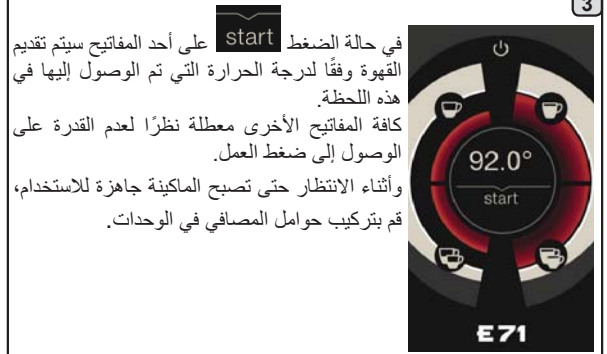 3
في حالة الضغط start على أحد المفاتيح سيتم تقديم
القهوة وفقًا لدرجة الحرارة التي تم الوصول إليها في
هذه اللحظة.
كافة المفاتيح الأخرى معطلة نظرًا لعدم القدرة على
الوصول إلى ضغط العمل.
وأثناء الانتظار حتى تصبح الماكينة جاهزة للاستخدام،
قم بتركيب حوامل المصافي في الوحدات.
92.0°
start
E71